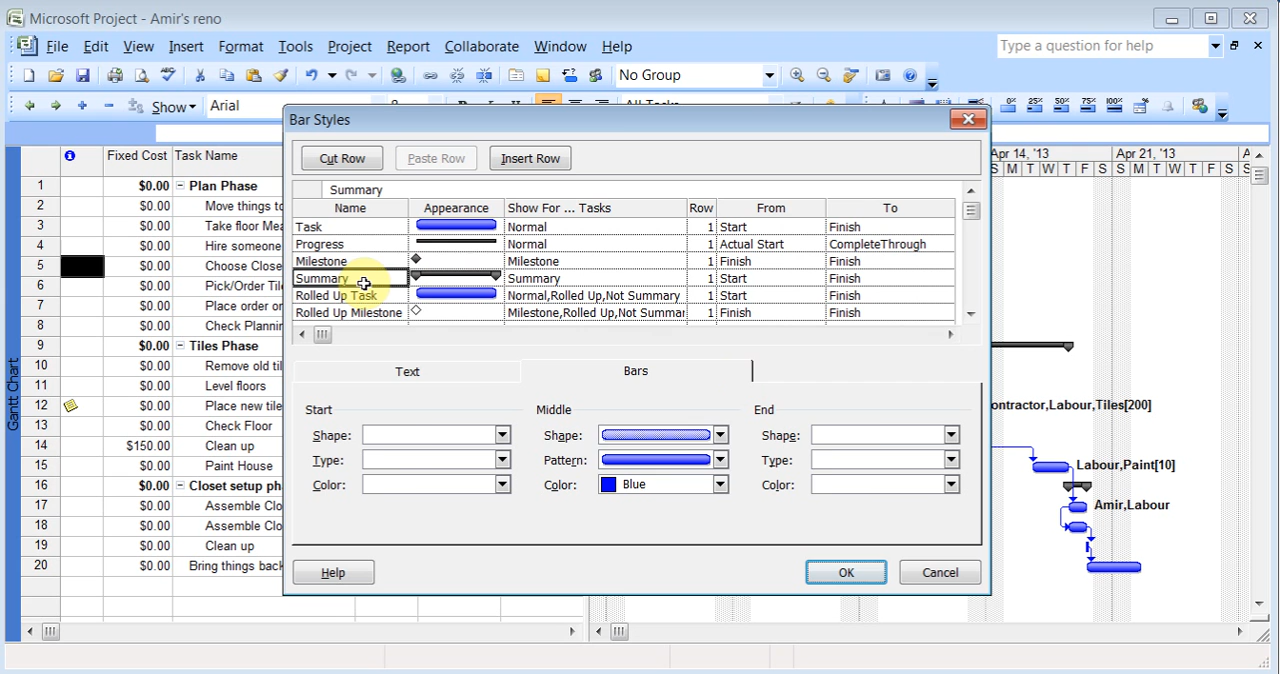 Microsoft Project - Amir's reno
File Edit View Insert Format Tools Project Report Collaborate Window Help
Type a question for help
No Group
Show Arial
0% 25% 50% 75% 100%
Bar Styles
Cut Row Paste Row Insert Row
Summary
Name Appearance Show For ... Tasks Row From To
Task Normal 1 Start Finish
Progress Normal 1 Actual Start CompleteThrough
Milestone Milestone 1 Finish Finish
Summary Summary 1 Start Finish
Rolled Up Task Normal,Rolled Up,Not Summary 1 Start Finish
Rolled Up Milestone Milestone,Rolled Up,Not Summar 1 Finish Finish
Text Bars
Start Middle End
Shape: Shape: Shape:
Type: Pattern: Type:
Color: Color: Blue Color:
Help OK Cancel
Gantt Chart
Fixed Cost Task Name
1 $0.00 Plan Phase
2 $0.00 Move things to
3 $0.00 Take floor Mea
4 $0.00 Hire someone
5 $0.00 Choose Close
6 $0.00 Pick/Order Tile
7 $0.00 Place order on
8 $0.00 Check Plannin
9 $0.00 Tiles Phase
10 $0.00 Remove old til
11 $0.00 Level floors
12 $0.00 Place new tile
13 $0.00 Check Floor
14 $150.00 Clean up
15 $0.00 Paint House
16 $0.00 Closet setup ph
17 $0.00 Assemble Clo
18 $0.00 Assemble Clo
19 $0.00 Clean up
20 $0.00 Bring things back
Apr 14, '13 Apr 21, '13 A
S M T W T F S S M T W T F S S
ontractor,Labour,Tiles[200]
Labour,Paint[10]
Amir,Labour